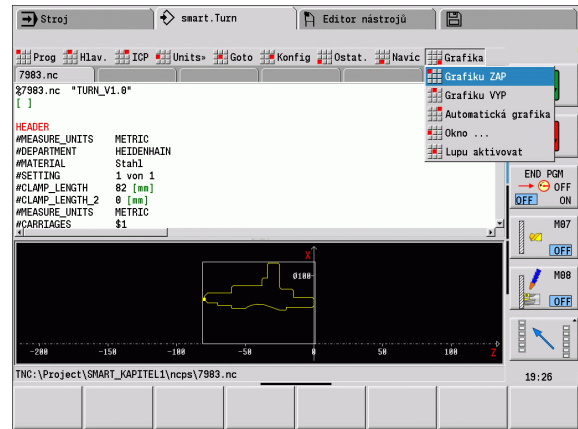 Stroj smart.Turn Editor nástrojů
Prog Hlav. ICP Units» Goto Konfig Ostat. Navíc Grafika
7983.nc
%7983.nc "TURN_V1.0"
[ ]
HEADER
#MEASURE_UNITS METRIC
#DEPARTMENT HEIDENHAIN
#MATERIAL Stahl
#SETTING 1 von 1
#CLAMP_LENGTH 82 [mm]
#CLAMP_LENGTH_2 0 [mm]
#MEASURE_UNITS METRIC
#CARRIAGES $1
Grafiku ZAP
Grafiku VYP
Automatická grafika
Okno ...
Lupu aktivovat
END PGM
OFF
OFF ON
M07
OFF
M08
OFF
X
Ø100
-200 -150 -100 -50 0 50 100 Z
TNC:\Project\SMART_KAPITEL1\ncps\7983.nc
19:26